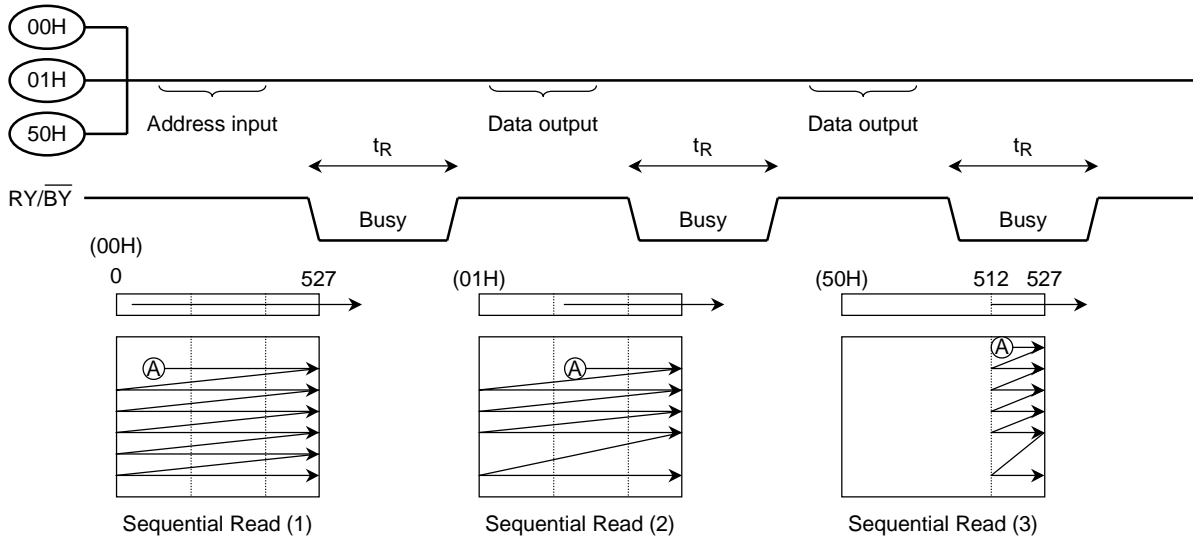 00H
01H
50H
Address input Data output Data output
tR tR tR
RY/BY Busy Busy Busy
(00H)
0 527 (01H) (50H) 512 527
A A A
Sequential Read (1) Sequential Read (2) Sequential Read (3)